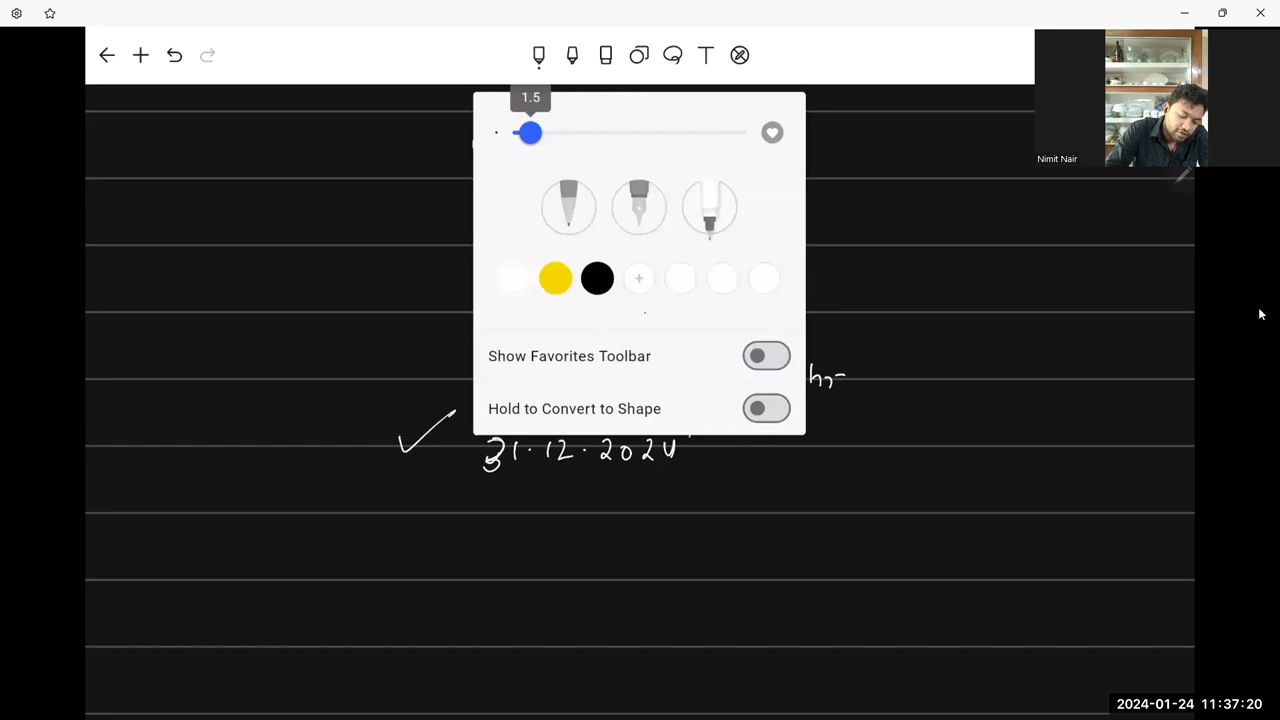 1.5
Nimit Nair
Show Favorites Toolbar
Hold to Convert to Shape
31.12.2024
2024-01-24 11:37:20